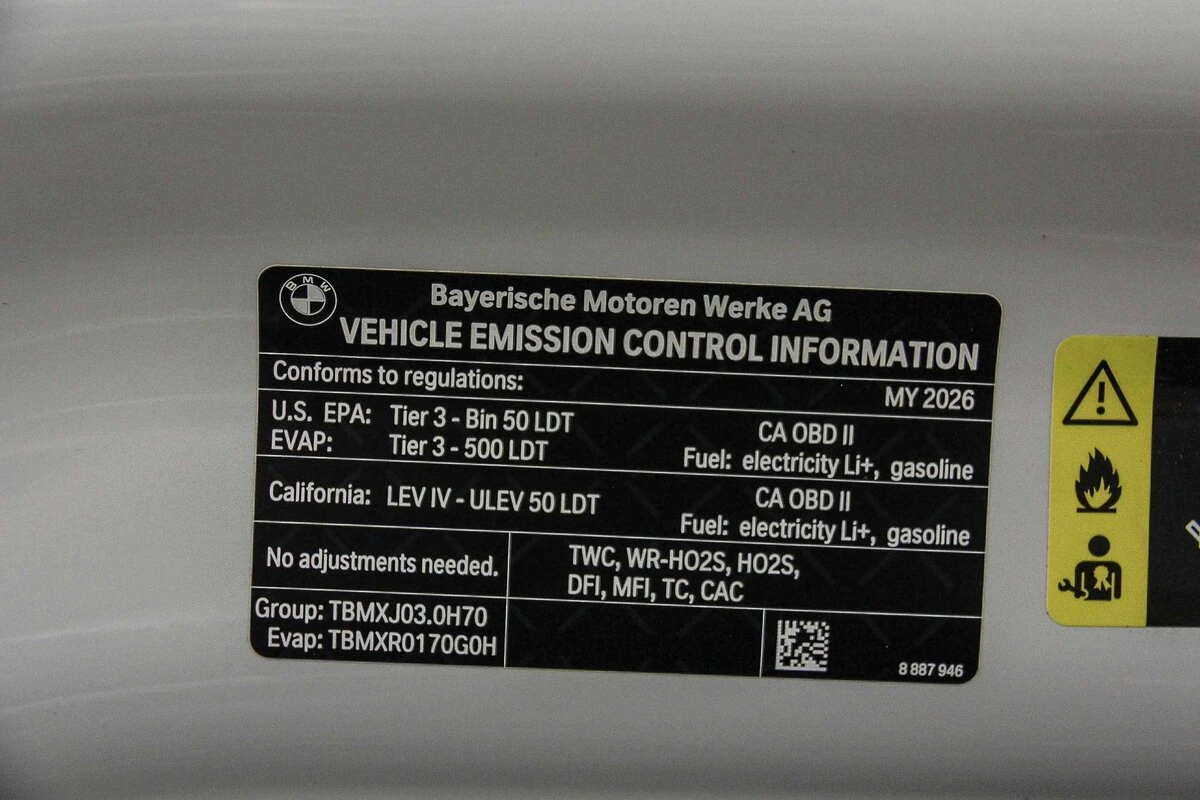 BMW
Bayerische Motoren Werke AG
VEHICLE EMISSION CONTROL INFORMATION
Conforms to regulations: MY 2026
U.S. EPA: Tier 3 - Bin 50 LDT CA OBD II
EVAP: Tier 3 - 500 LDT Fuel: electricity Li+, gasoline
California: LEV IV - ULEV 50 LDT CA OBD II
Fuel: electricity Li+, gasoline
No adjustments needed.
TWC, WR-HO2S, HO2S,
DFI, MFI, TC, CAC
Group: TBMXJ03.0H70
Evap: TBMXR0170G0H
8 887 946